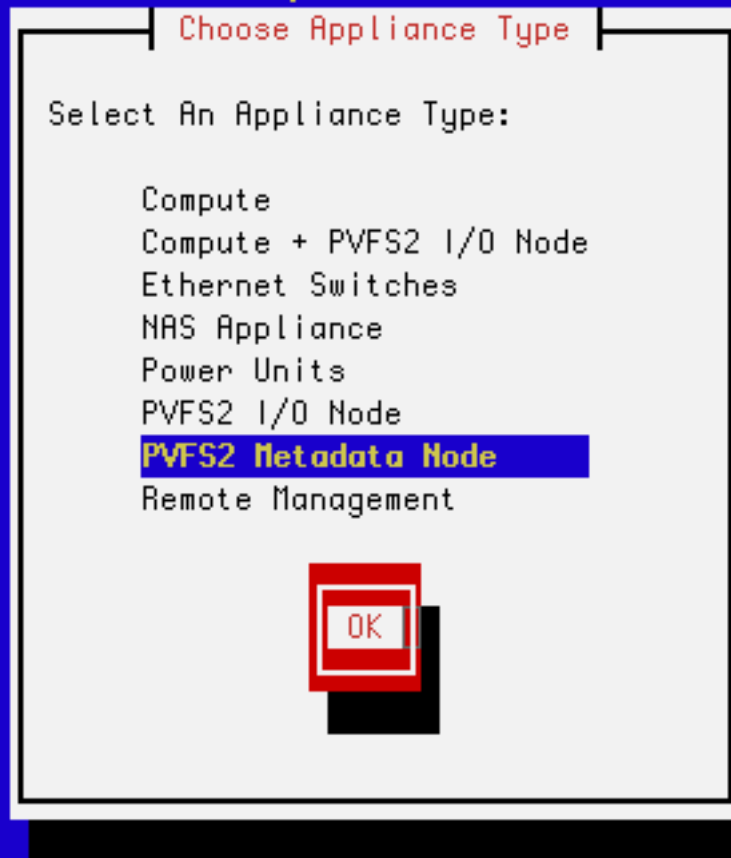 Choose Appliance Type
Select An Appliance Type:
Compute
Compute + PVFS2 I/O Node
Ethernet Switches
NAS Appliance
Power Units
PVFS2 I/O Node
PVFS2 Metadata Node
Remote Management
OK